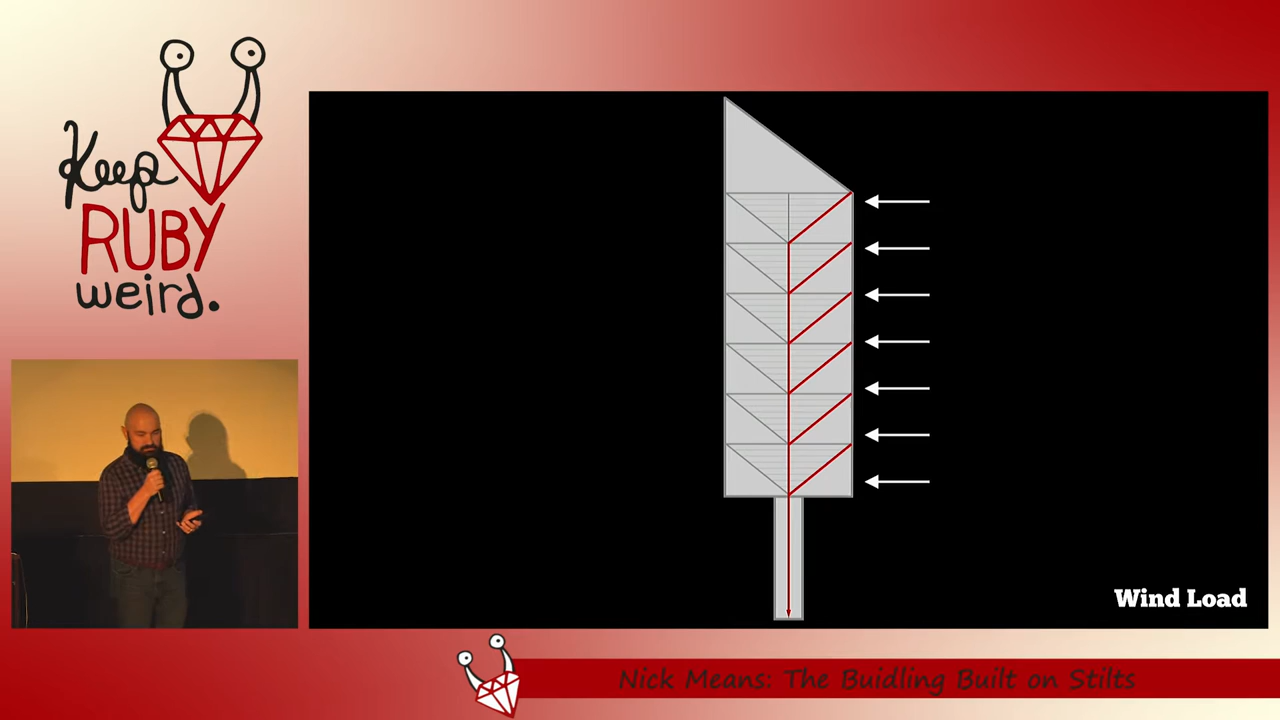 Keep
RUBY
weird.
Wind Load
Nick Means: The Buidling Built on Stilts